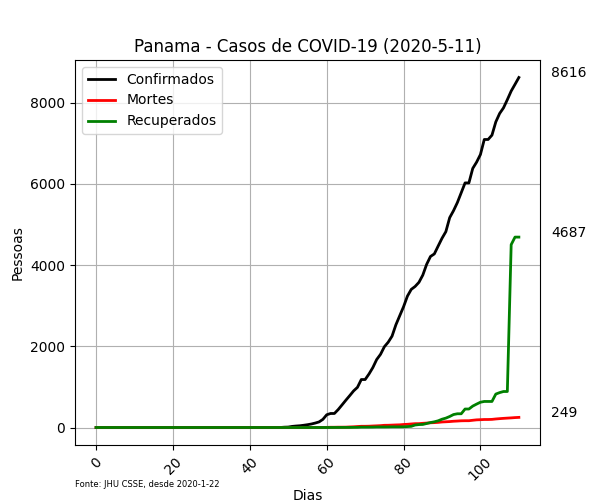 Panama - Casos de COVID-19 (2020-5-11)
Confirmados
Mortes
Recuperados
8616
4687
249
Pessoas
8000
6000
4000
2000
0
0
20
40
60
80
100
Fonte: JHU CSSE, desde 2020-1-22
Dias